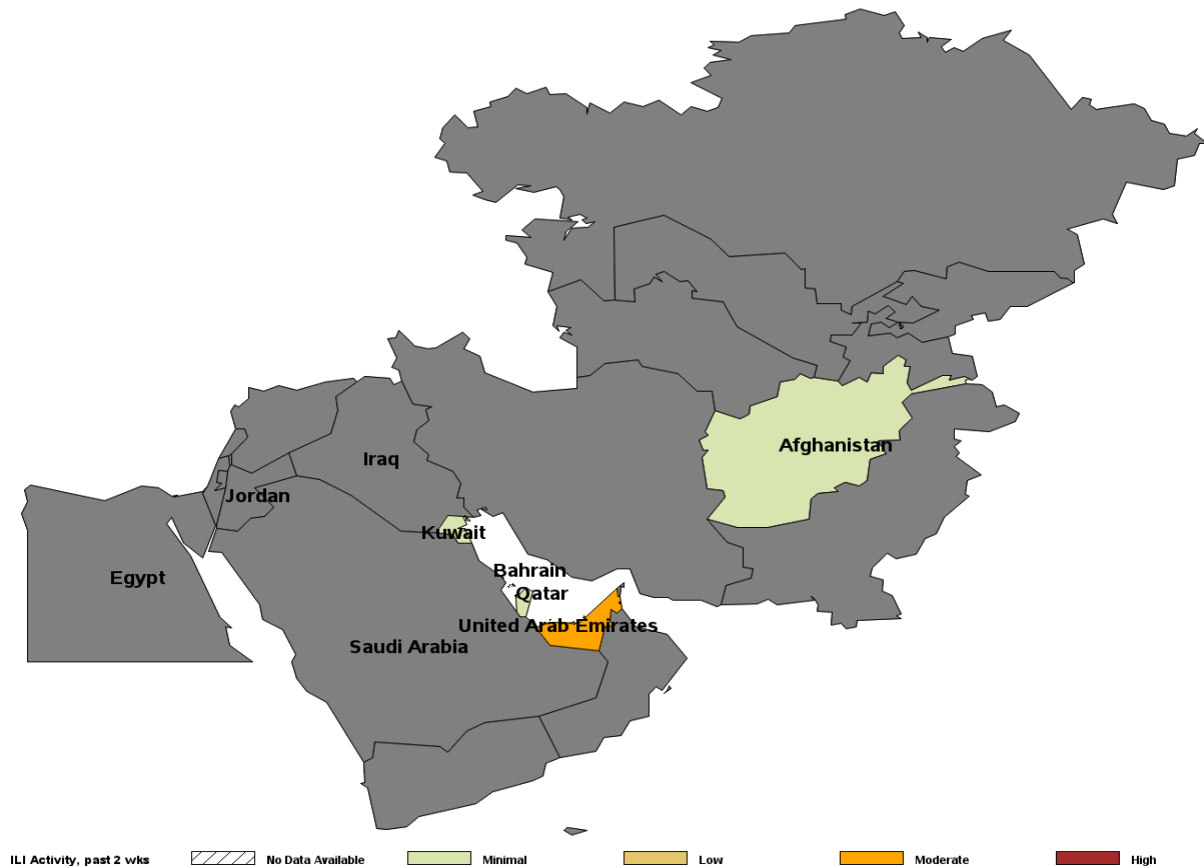 Afghanistan
Iraq
Jordan
Kuwait
Bahrain
Egypt
Qatar
United Arab Emirates
Saudi Arabia
ILI Activity, past 2 wks No Data Available Minimal Low Moderate High